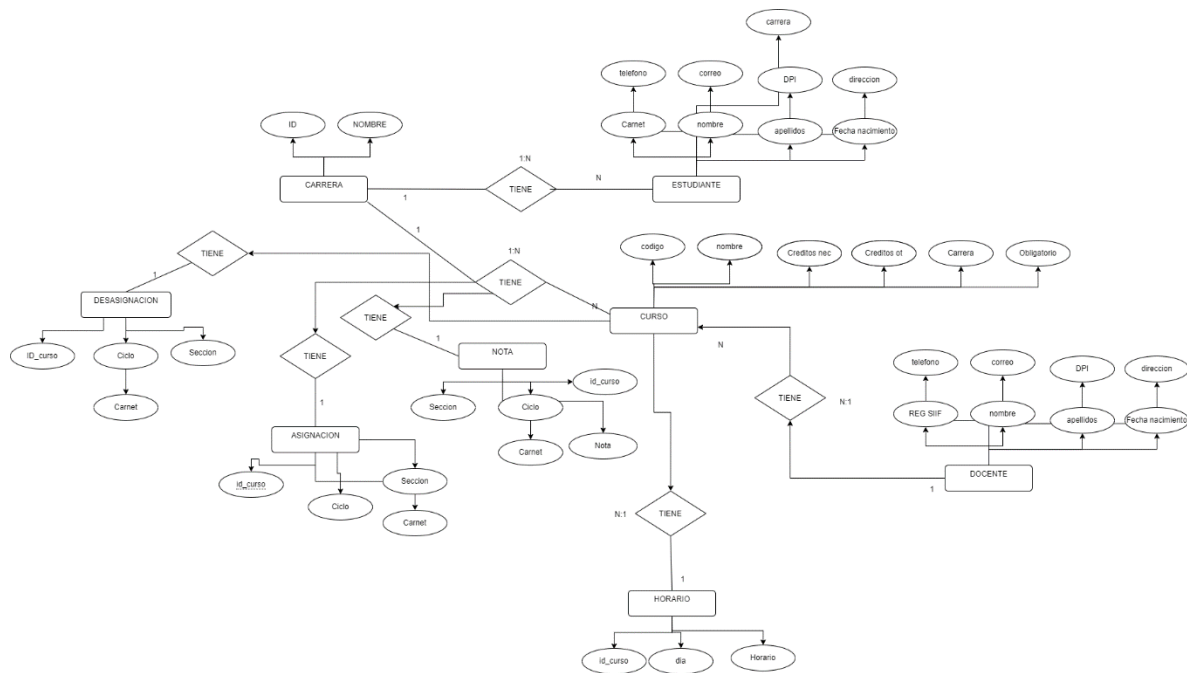 carrera
telefono
correo
DPI
direccion
Carnet
nombre
apellidos
Fecha nacimiento
ID
NOMBRE
1:N
CARRERA
1
TIENE
N
ESTUDIANTE
1
TIENE
1
1:N
TIENE
N
codigo
nombre
Creditos nec
Creditos ot
Carrera
Obligatorio
DESASIGNACION
CURSO
ID_curso
Ciclo
Seccion
Carnet
TIENE
TIENE
1
NOTA
N
id_curso
Seccion
Ciclo
Carnet
Nota
1
ASIGNACION
id_curso
Ciclo
Seccion
Carnet
telefono
correo
DPI
direccion
TIENE
N:1
REG SIIF
nombre
apellidos
Fecha nacimiento
1
DOCENTE
N:1
TIENE
1
HORARIO
id_curso
dia
Horario